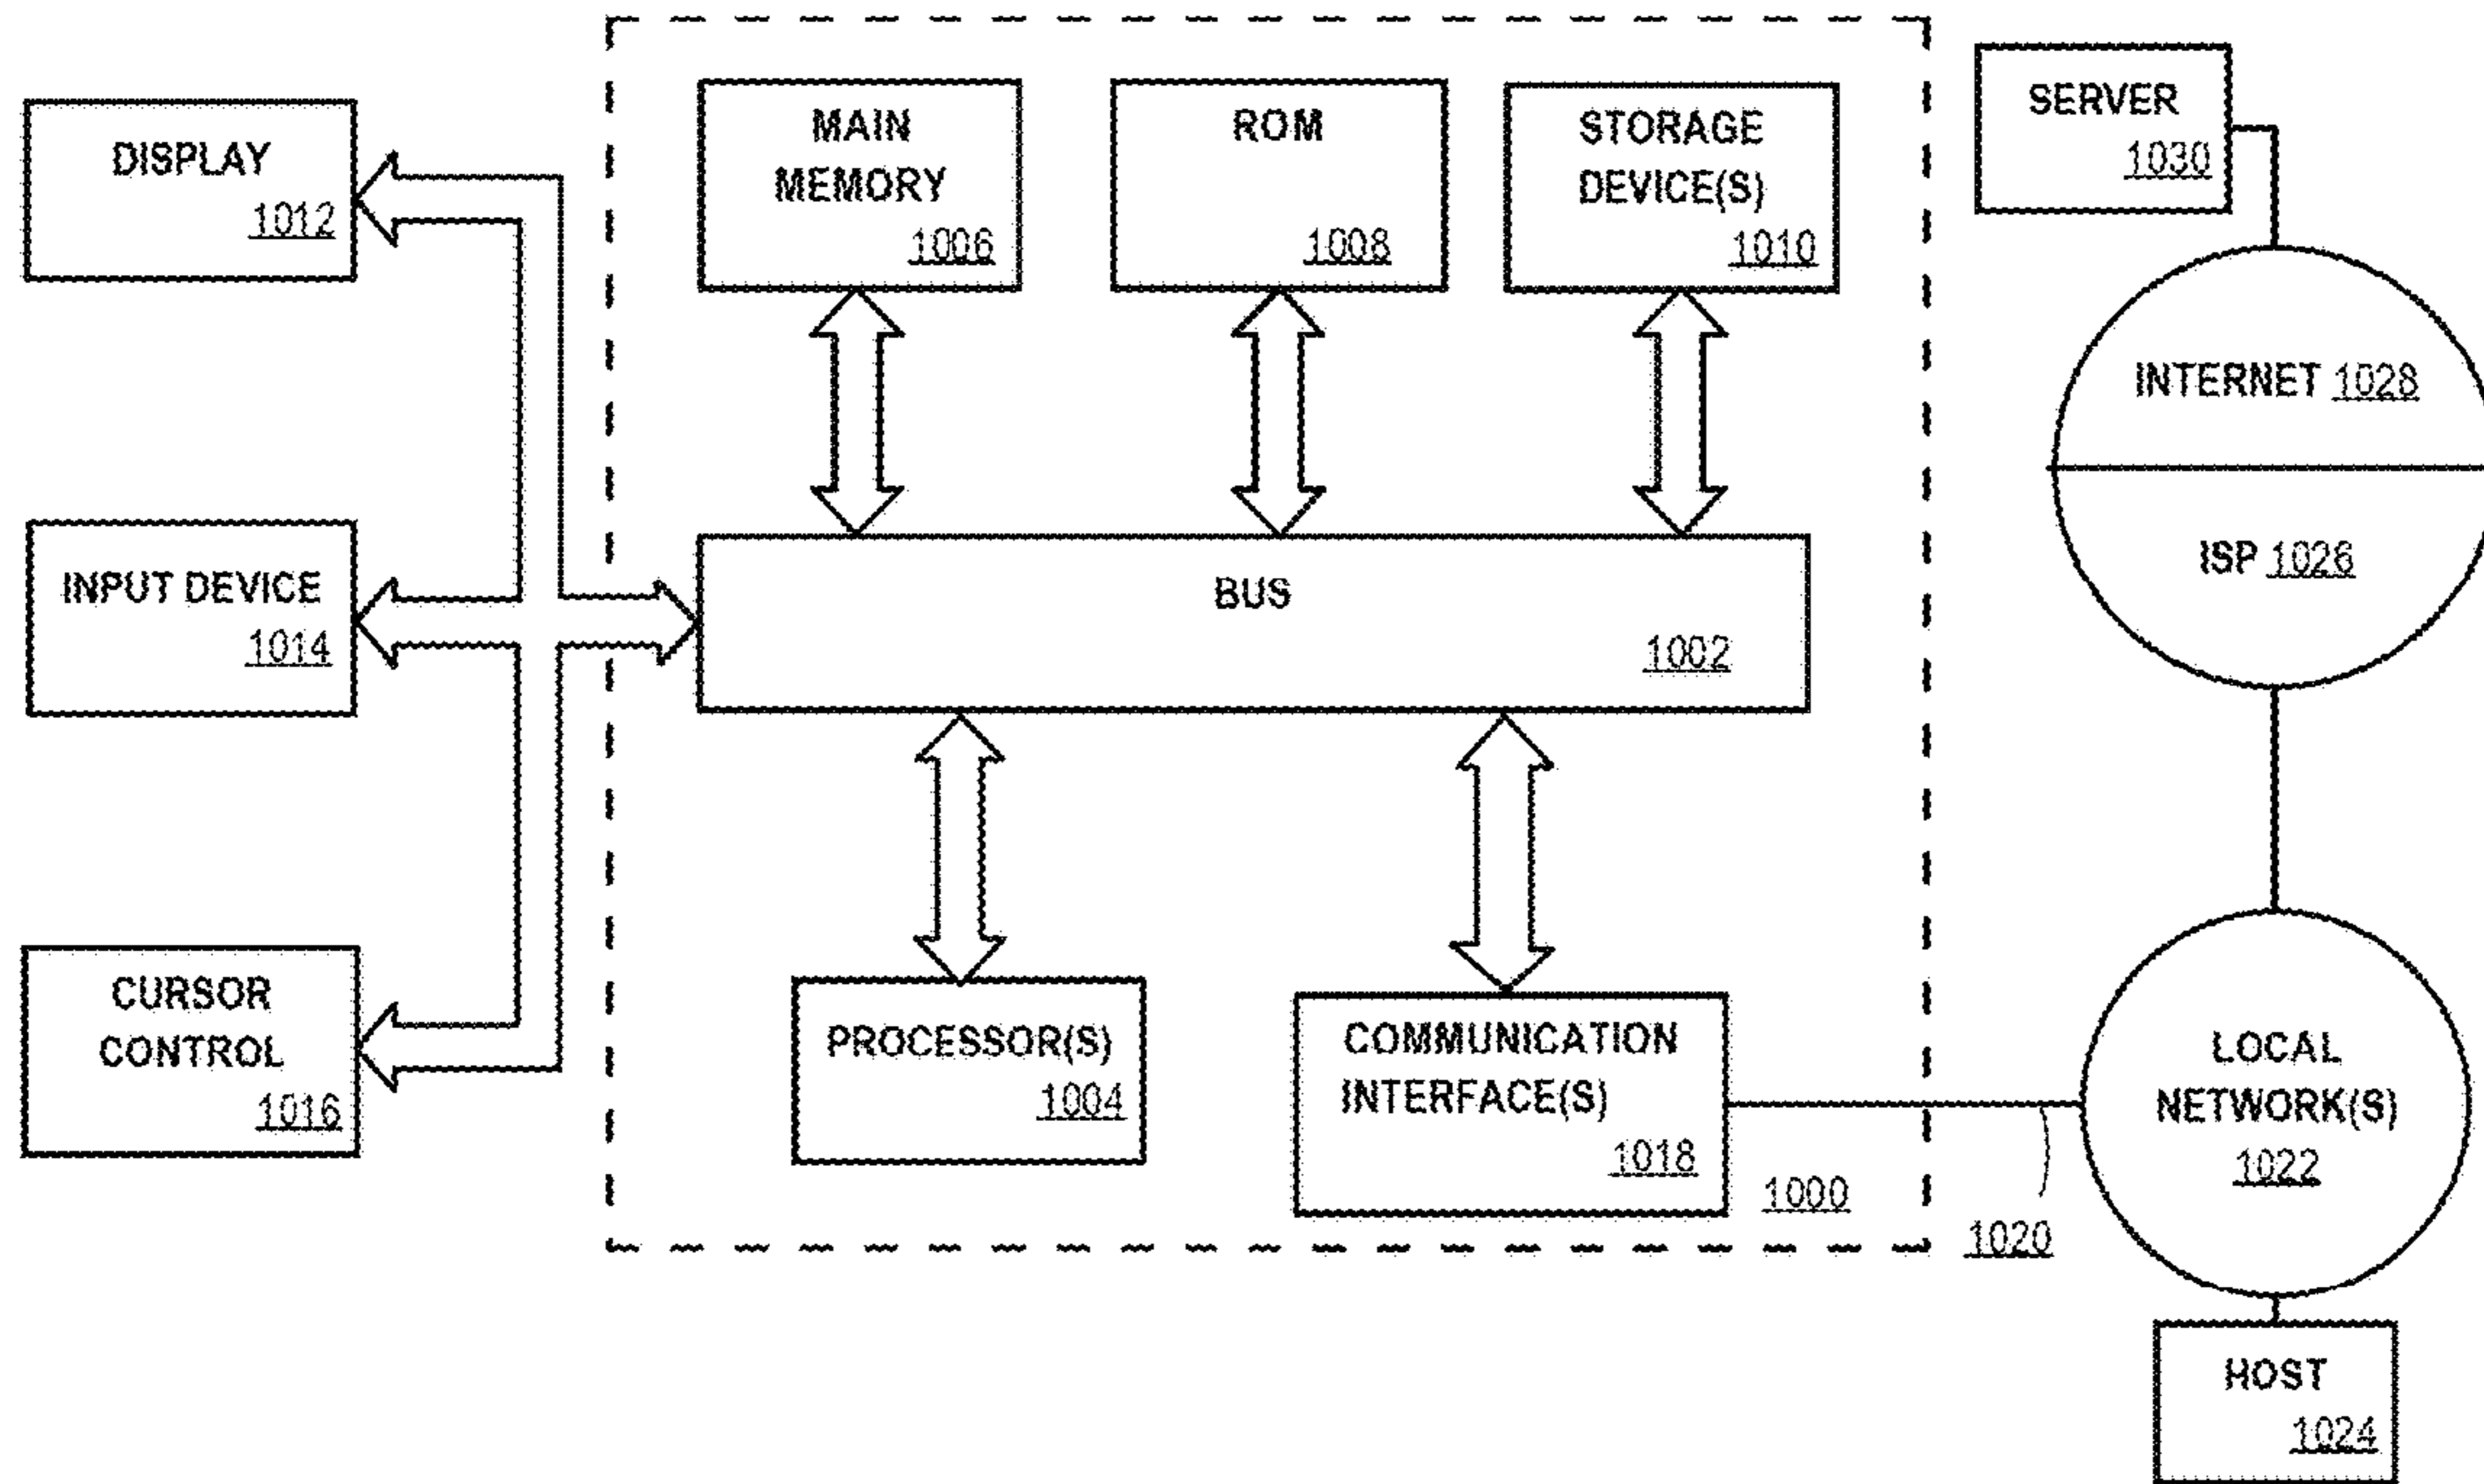 DISPLAY
1012
INPUT DEVICE
1014
CURSOR
CONTROL
1016
MAIN
MEMORY
1006
ROM
1008
STORAGE
DEVICE(S)
1010
BUS
1002
PROCESSOR(S)
1004
COMMUNICATION
INTERFACE(S)
1018
1000
1020
SERVER
1030
INTERNET 1028
ISP 1026
LOCAL
NETWORK(S)
1022
HOST
1024